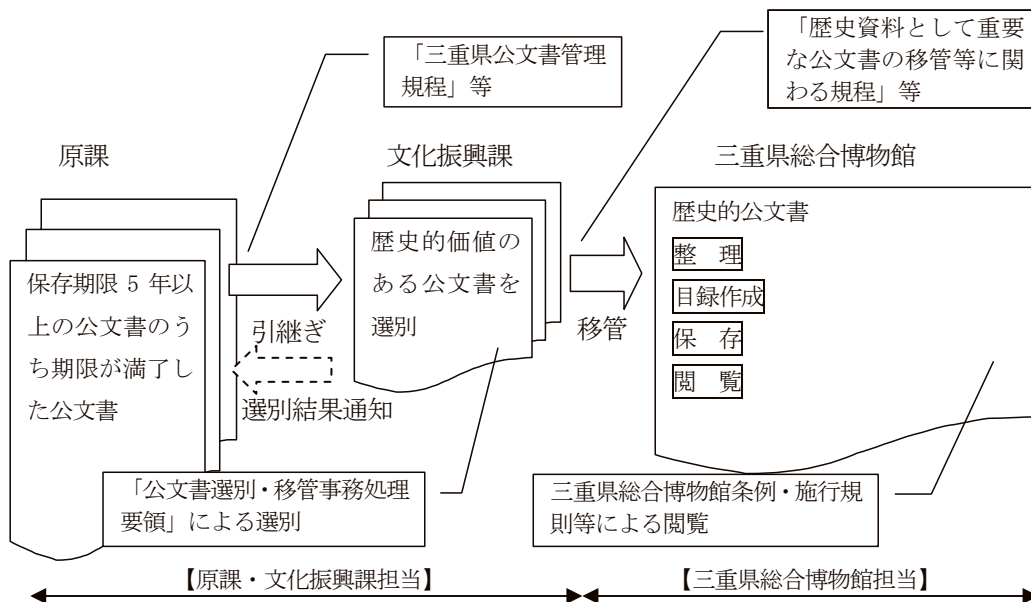 「三重県公文書管理
規程」等
「歴史資料として重要
な公文書の移管等に関
わる規程」等
原課
文化振興課
三重県総合博物館
保存期限 5 年以
上の公文書のう
ち期限が満了し
た公文書
引継ぎ
選別結果通知
歴史的価値の
ある公文書を
選別
移管
歴史的公文書
整　理
目録作成
保　存
閲　覧
「公文書選別・移管事務処理
要領」による選別
三重県総合博物館条例・施行規
則等による閲覧
【原課・文化振興課担当】
【三重県総合博物館担当】